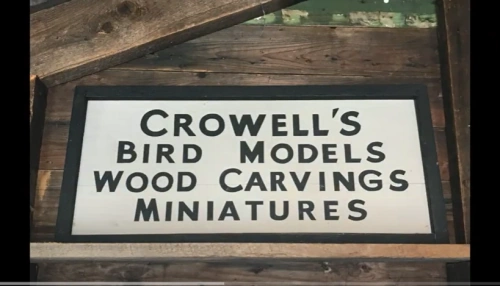 CROWELL'S
BIRD MODELS
WOOD CARVINGS
MINIATURES